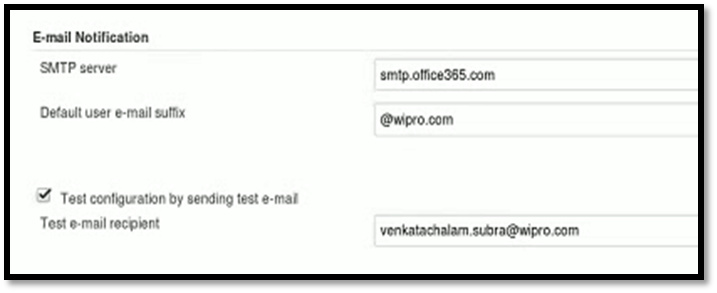 E-mail Notification
SMTP server
smtp.office365.com
Default user e-mail suffix
@wipro.com
Test configuration by sending test e-mail
Test e-mail recipient
venkatachalam.subra@wipro.com